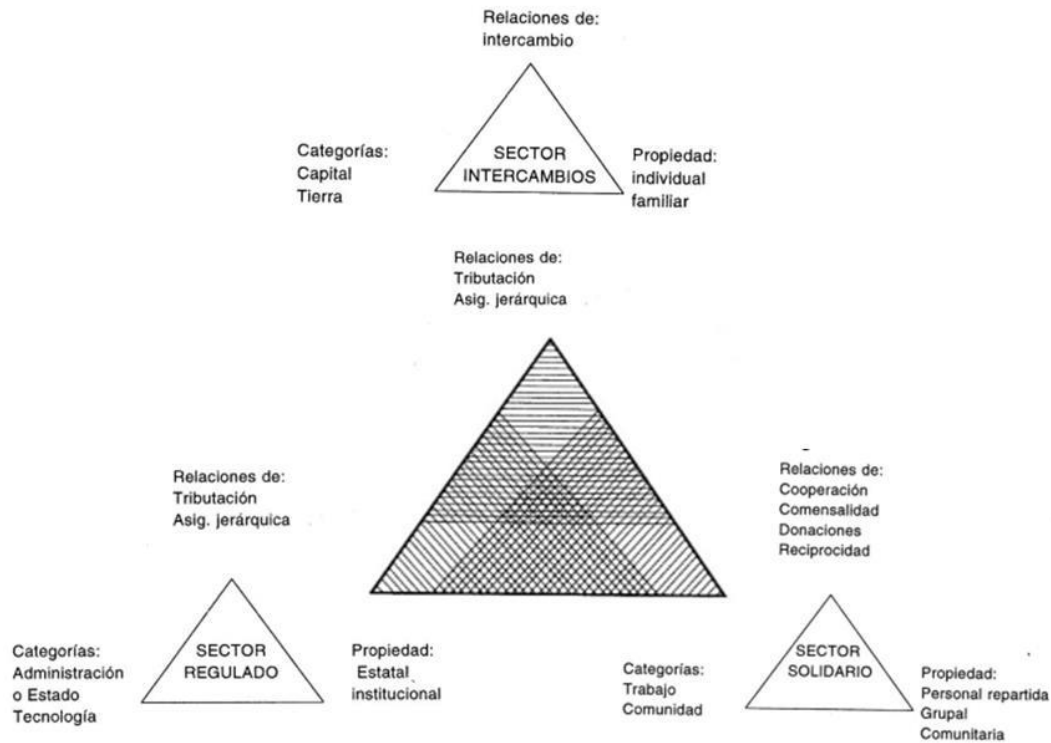 Relaciones de:
intercambio
Categorías:
Capital
Tierra
SECTOR
INTERCAMBIOS
Propiedad:
individual
familiar
Relaciones de:
Tributación
Asig. jerárquica
Relaciones de:
Tributación
Asig. jerárquica
Relaciones de:
Cooperación
Comensalidad
Donaciones
Reciprocidad
Categorías:
Administración
o Estado
Tecnología
SECTOR
REGULADO
Propiedad:
Estatal
institucional
Categorías:
Trabajo
Comunidad
SECTOR
SOLIDARIO
Propiedad:
Personal repartida
Grupal
Comunitaria